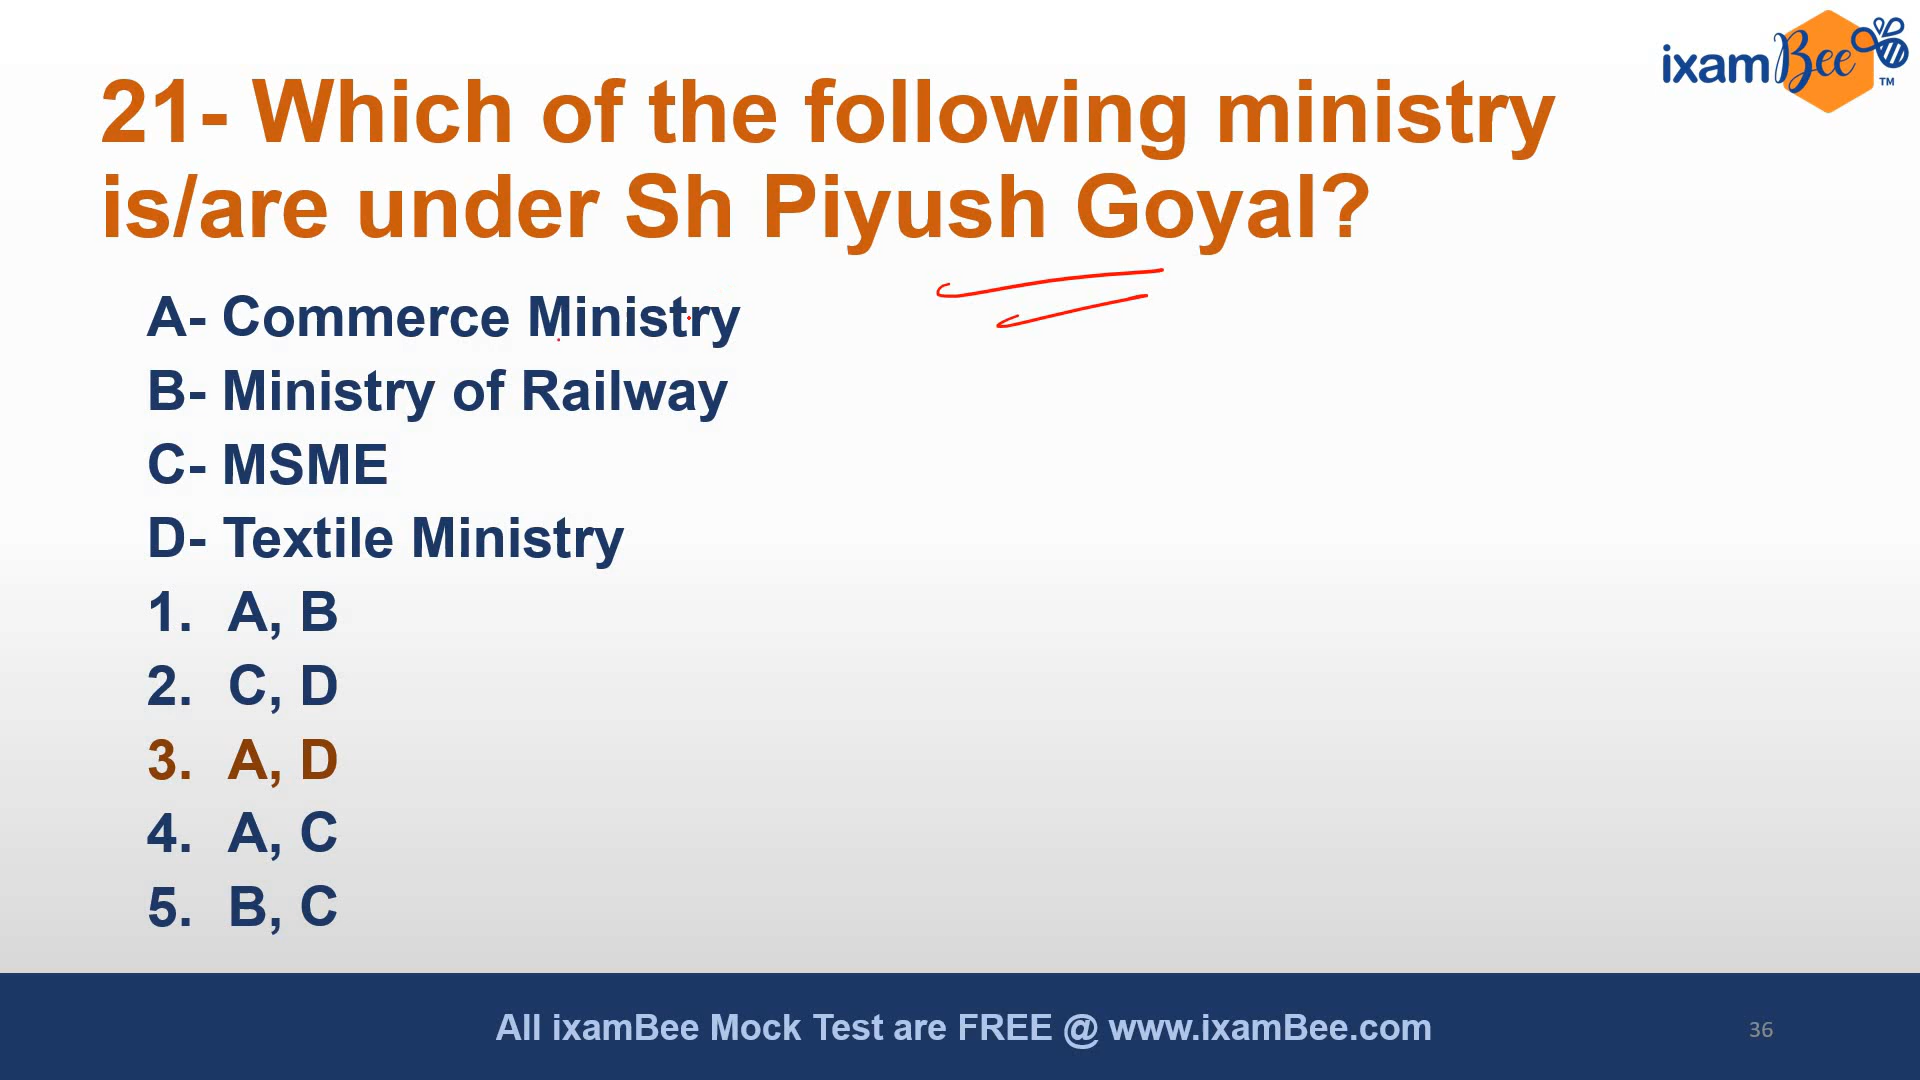 ixamBee
TM
21- Which of the following ministry
is/are under Sh Piyush Goyal?
A- Commerce Ministry
B- Ministry of Railway
C- MSME
D- Textile Ministry
1. A, B
2. C, D
3. A, D
4. A, C
5. B, C
All ixamBee Mock Test are FREE @ www.ixamBee.com
36